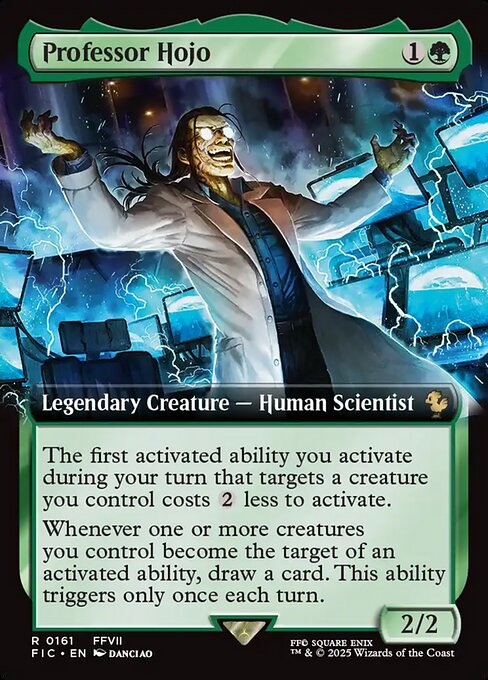 Professor Hojo 1
Legendary Creature — Human Scientist
The first activated ability you activate
during your turn that targets a creature
you control costs 2 less to activate.
Whenever one or more creatures
you control become the target of an
activated ability, draw a card. This ability
triggers only once each turn.
2/2
R 0161 FFVII
FIC • EN DANCIAO
FF© SQUARE ENIX
™ & © 2025 Wizards of the Coast